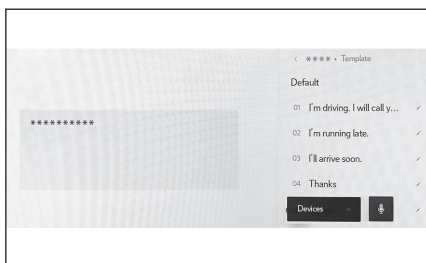 < **** • Template
Default
**********
01 I'm driving. I will call y...
02 I'm running late.
03 I'll arrive soon.
04 Thanks
Devices